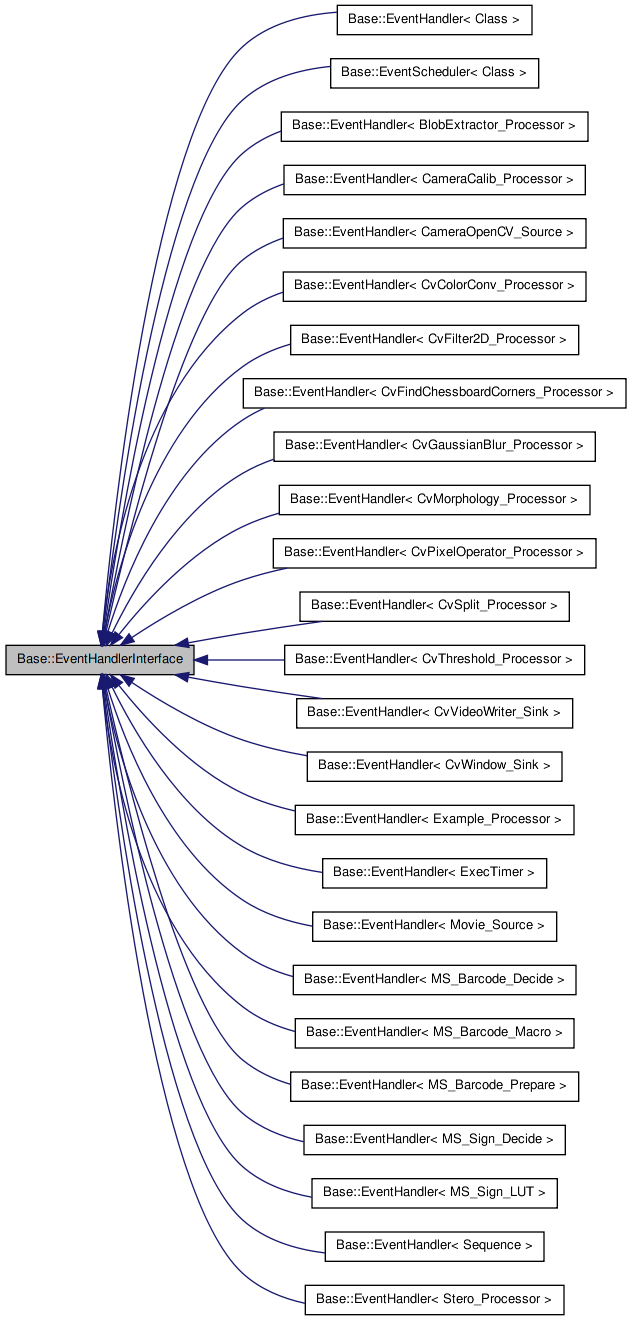 Base::EventHandler< Class >
Base::EventScheduler< Class >
Base::EventHandler< BlobExtractor_Processor >
Base::EventHandler< CameraCalib_Processor >
Base::EventHandler< CameraOpenCV_Source >
Base::EventHandler< CvColorConv_Processor >
Base::EventHandler< CvFilter2D_Processor >
Base::EventHandler< CvFindChessboardCorners_Processor >
Base::EventHandler< CvGaussianBlur_Processor >
Base::EventHandler< CvMorphology_Processor >
Base::EventHandler< CvPixelOperator_Processor >
Base::EventHandler< CvSplit_Processor >
Base::EventHandlerInterface
Base::EventHandler< CvThreshold_Processor >
Base::EventHandler< CvVideoWriter_Sink >
Base::EventHandler< CvWindow_Sink >
Base::EventHandler< Example_Processor >
Base::EventHandler< ExecTimer >
Base::EventHandler< Movie_Source >
Base::EventHandler< MS_Barcode_Decide >
Base::EventHandler< MS_Barcode_Macro >
Base::EventHandler< MS_Barcode_Prepare >
Base::EventHandler< MS_Sign_Decide >
Base::EventHandler< MS_Sign_LUT >
Base::EventHandler< Sequence >
Base::EventHandler< Stero_Processor >